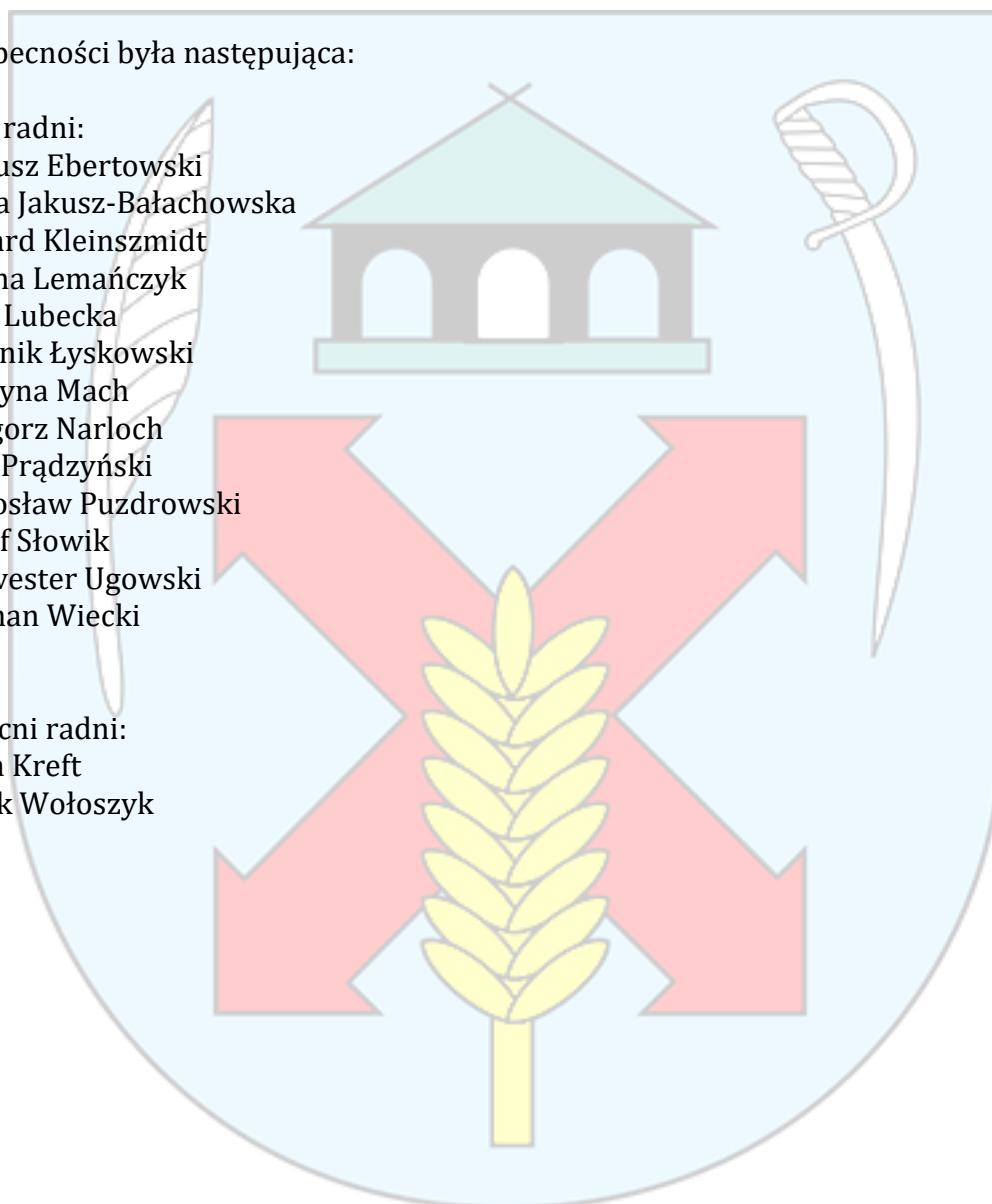 becności była następująca:
radni:
usz Ebertowski
a Jakusz-Bałachowska
ard Kleinszmidt
na Lemańczyk
Lubecka
nik Łyskowski
yna Mach
gorz Narloch
Prądzyński
osław Puzdrowski
f Słowik
vester Ugowski
nan Wiecki
cni radni:
n Kreft
k Wołoszyk